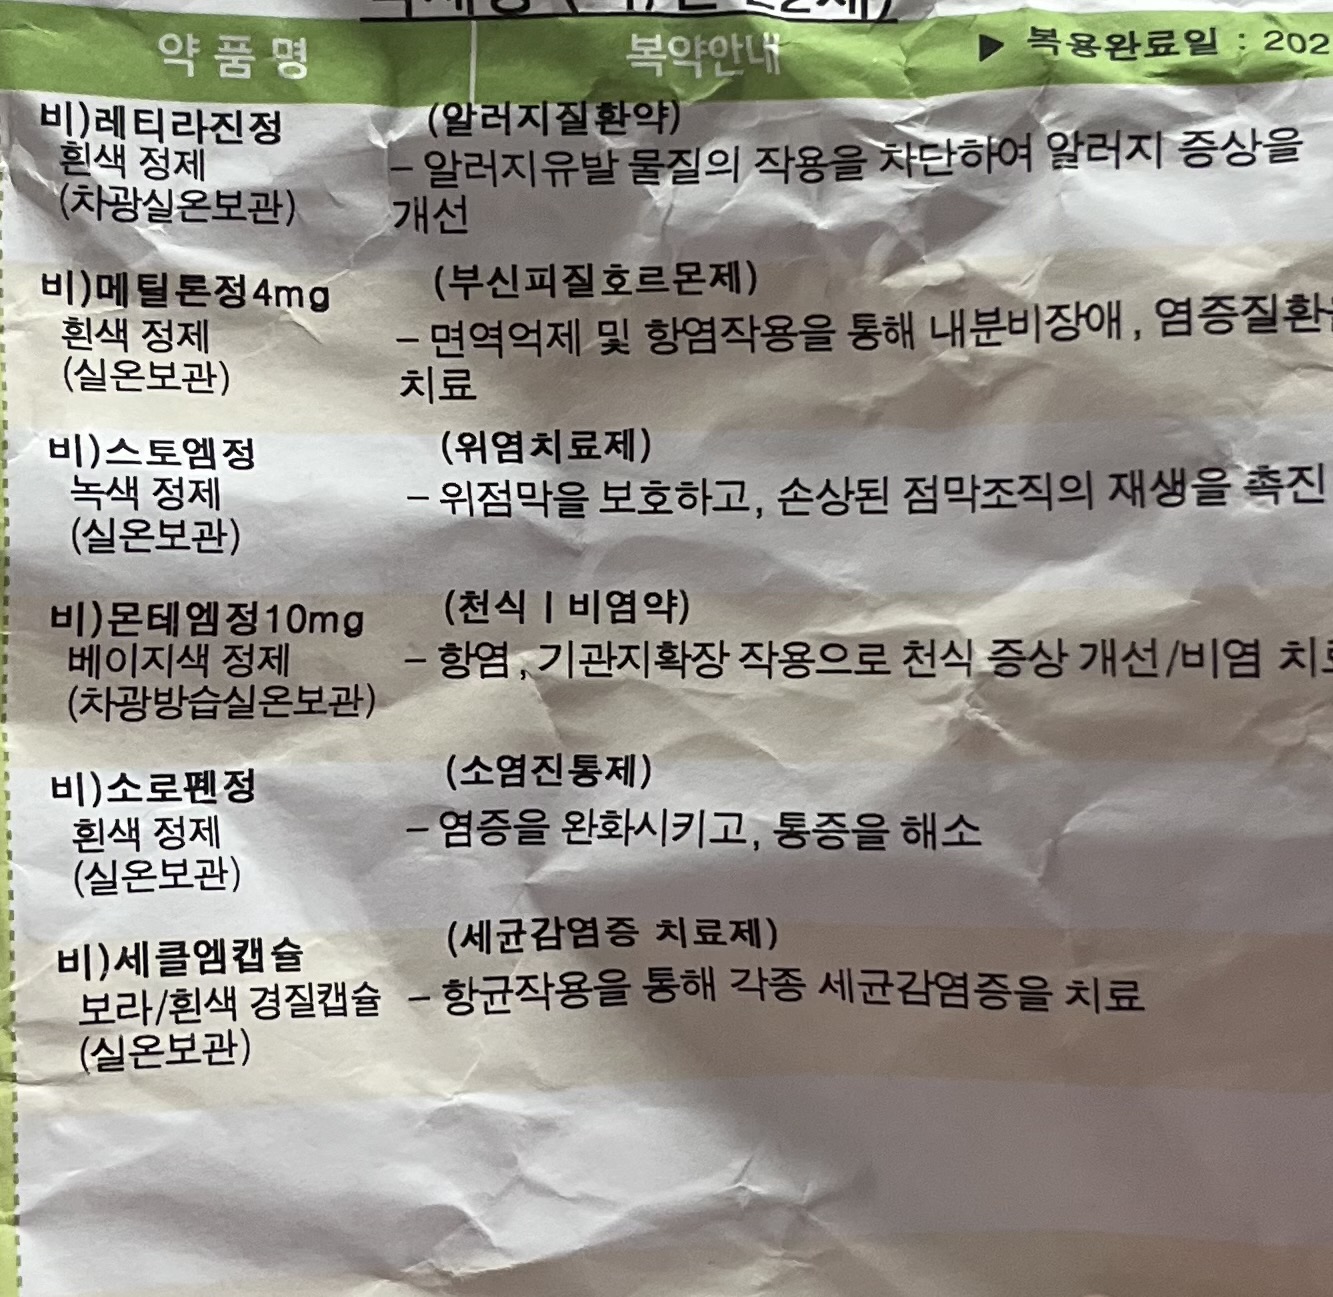 약품명 복약안내 ▶ 복용완료일 : 202
비)레티라진정 (알러지질환약)
흰색 정제 – 알러지유발 물질의 작용을 차단하여 알러지 증상을
(차광실온보관) 개선
비)메틸론정4mg (부신피질호르몬제)
흰색 정제 – 면역억제 및 항염작용을 통해 내분비장애, 염증질환
(실온보관) 치료
비)스토엠정 (위염치료제)
녹색 정제 – 위점막을 보호하고, 손상된 점막조직의 재생을 촉진
(실온보관)
비)몬테엠정10mg (천식 | 비염약)
베이지색 정제 – 항염, 기관지확장 작용으로 천식 증상 개선/비염
(차광방습실온보관)
비)소로펜정 (소염진통제)
흰색 정제 – 염증을 완화시키고, 통증을 해소
(실온보관)
비)세클엠캡슐 (세균감염증 치료제)
보라/흰색 경질캡슐 – 항균작용을 통해 각종 세균감염증을 치료
(실온보관)